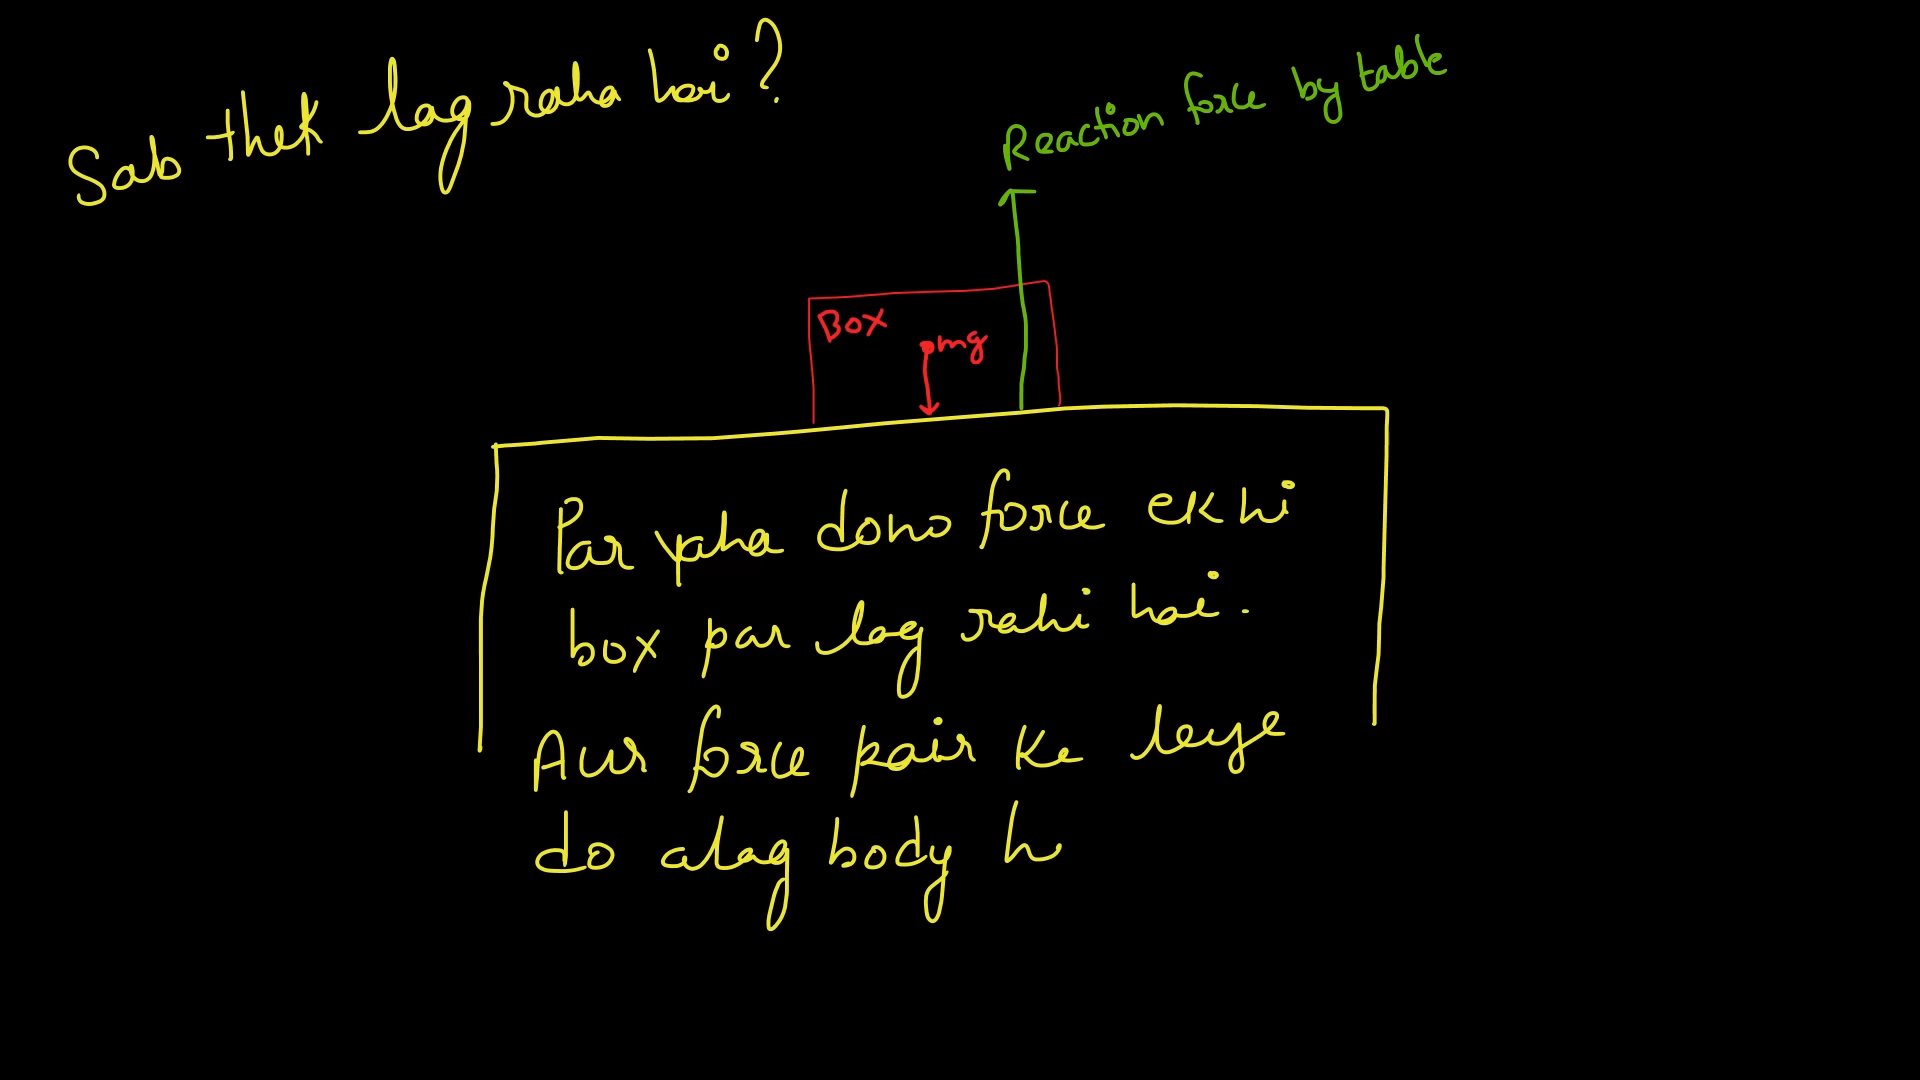 Sab thek lag raha hai?
Reaction force by table
Box
mg
Par yaha dono force ek hi
box par lag rahi hai.
Aur force pair ke leye
do alag body h